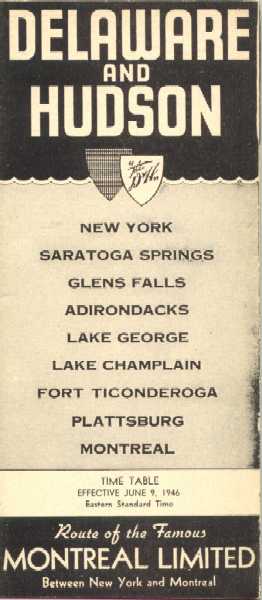 DELAWARE
AND
HUDSON
The
D&H
NEW YORK
SARATOGA SPRINGS
GLENS FALLS
ADIRONDACKS
LAKE GEORGE
LAKE CHAMPLAIN
FORT TICONDEROGA
PLATTSBURG
MONTREAL
TIME TABLE
EFFECTIVE JUNE 9, 1946
Eastern Standard Time
Route of the Famous
MONTREAL LIMITED
Between New York and Montreal